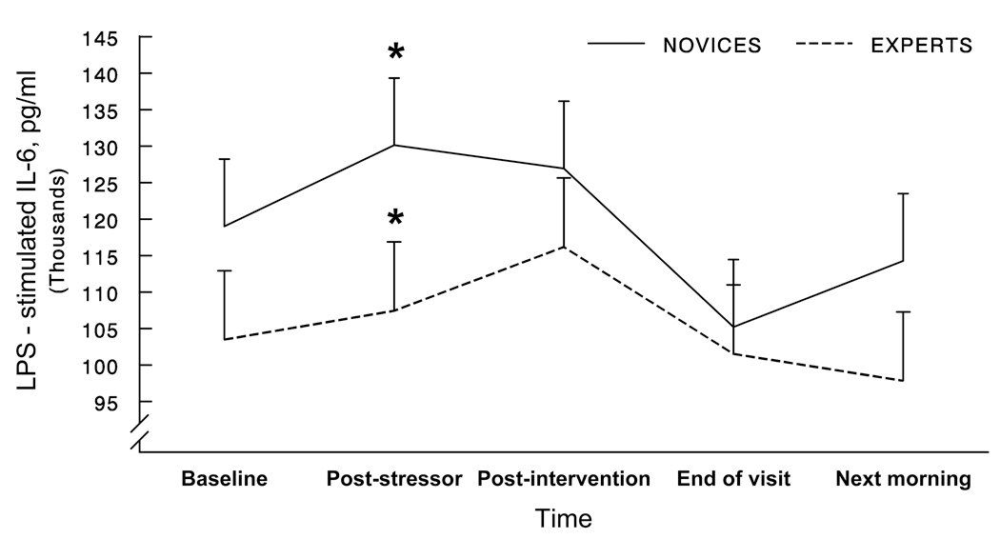 NOVICES EXPERTS
LPS - stimulated IL-6, pg/ml
(Thousands)
145
140
*
135
130
125
120
*
115
110
105
100
95
Baseline Post-stressor Post-intervention End of visit Next morning
Time